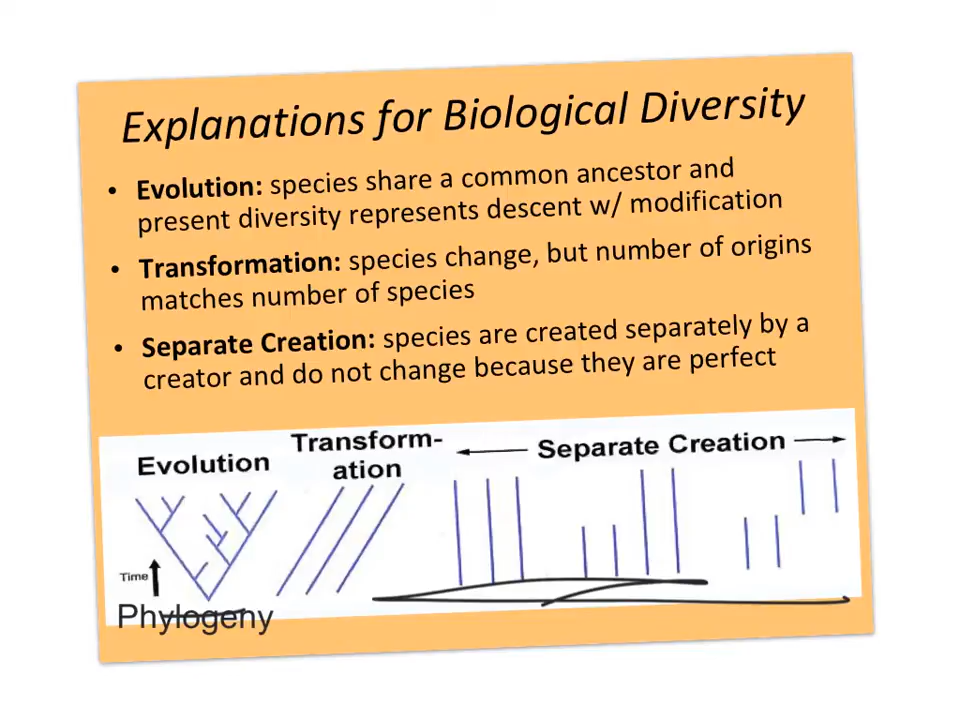 Explanations for Biological Diversity
• Evolution: species share a common ancestor and
present diversity represents descent w/ modification
• Transformation: species change, but number of origins
matches number of species
• Separate Creation: species are created separately by a
creator and do not change because they are perfect
Evolution
Transform-
ation
Separate Creation
Time
Phylogeny